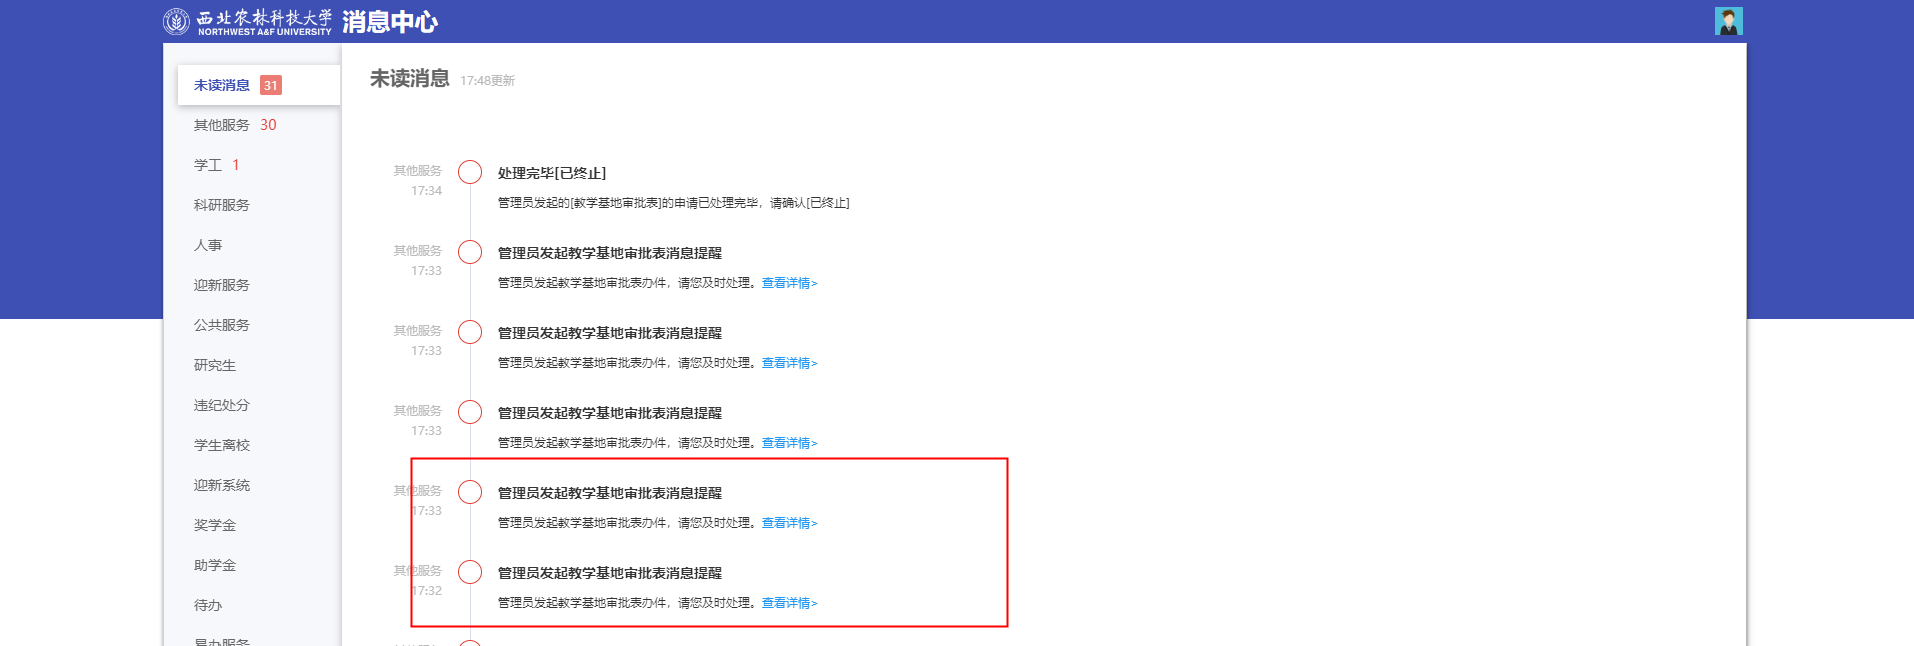 西北农林科技大学
NORTHWEST A&F UNIVERSITY
消息中心
未读消息 31
其他服务 30
学工 1
科研服务
人事
迎新服务
公共服务
研究生
违纪处分
学生离校
迎新系统
奖学金
助学金
待办
易办服务
未读消息 17:48更新
其他服务
17:34
处理完毕[已终止]
管理员发起的[教学基地审批表]的申请已处理完毕，请确认[已终止]
其他服务
17:33
管理员发起教学基地审批表消息提醒
管理员发起教学基地审批表办件，请您及时处理。查看详情>
其他服务
17:33
管理员发起教学基地审批表消息提醒
管理员发起教学基地审批表办件，请您及时处理。查看详情>
其他服务
17:33
管理员发起教学基地审批表消息提醒
管理员发起教学基地审批表办件，请您及时处理。查看详情>
其他服务
17:33
管理员发起教学基地审批表消息提醒
管理员发起教学基地审批表办件，请您及时处理。查看详情>
其他服务
17:32
管理员发起教学基地审批表消息提醒
管理员发起教学基地审批表办件，请您及时处理。查看详情>